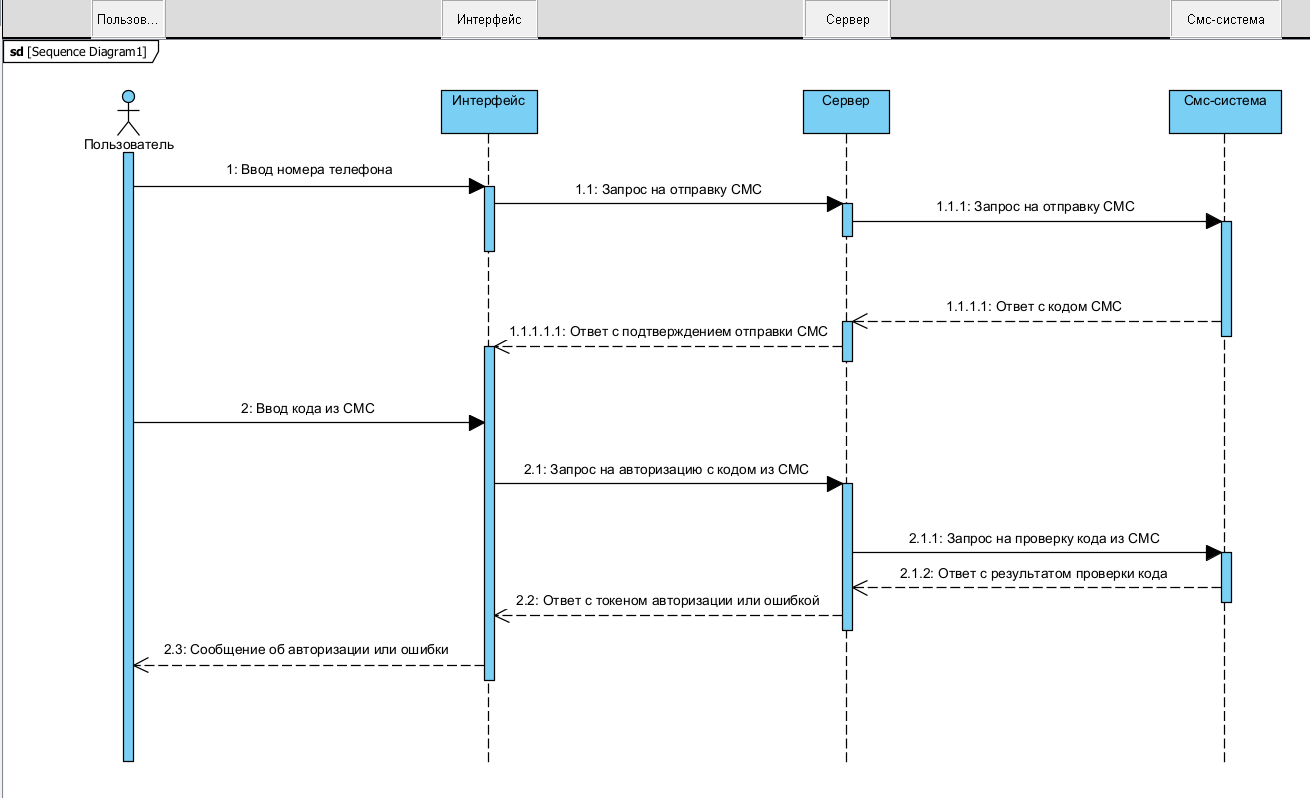 Пользов... Интерфейс Сервер Смс-система
sd [Sequence Diagram1]
Интерфейс Сервер Смс-система
Пользователь
1: Ввод номера телефона
1.1: Запрос на отправку СМС
1.1.1: Запрос на отправку СМС
1.1.1.1: Ответ с кодом СМС
1.1.1.1.1: Ответ с подтверждением отправки СМС
2: Ввод кода из СМС
2.1: Запрос на авторизацию с кодом из СМС
2.1.1: Запрос на проверку кода из СМС
2.1.2: Ответ с результатом проверки кода
2.2: Ответ с токеном авторизации или ошибкой
2.3: Сообщение об авторизации или ошибки